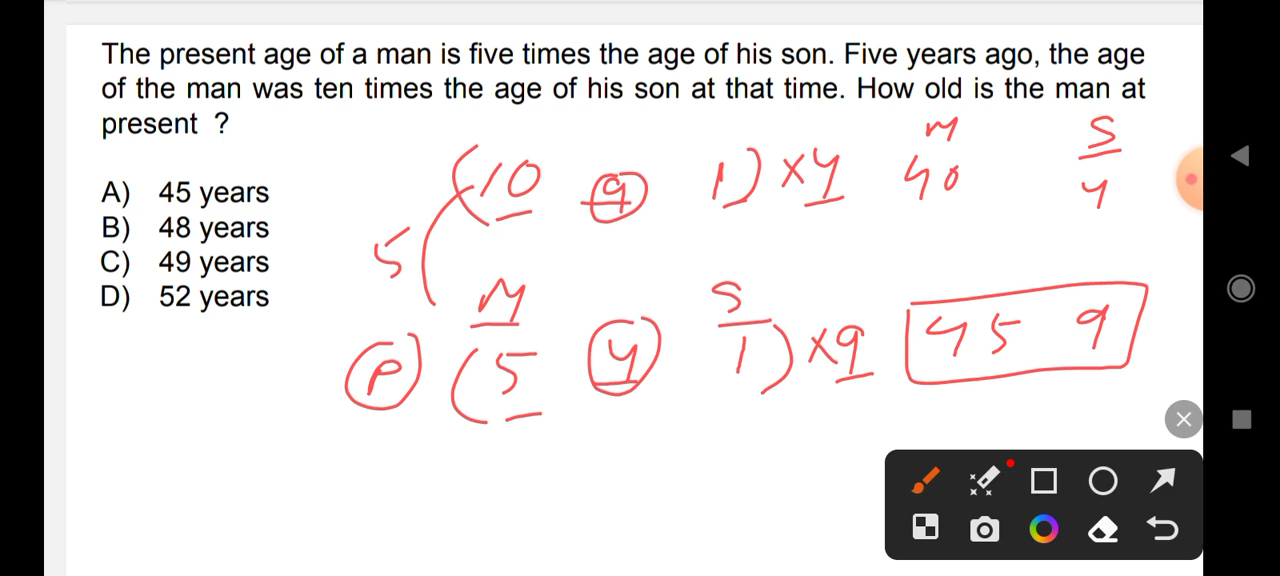 The present age of a man is five times the age of his son. Five years ago, the age
of the man was ten times the age of his son at that time. How old is the man at
present ?
M S
A) 45 years
(10 9 1) ×4 40 4
B) 48 years
C) 49 years
5
D) 52 years
M S
P (5 4 1) ×9 45 9